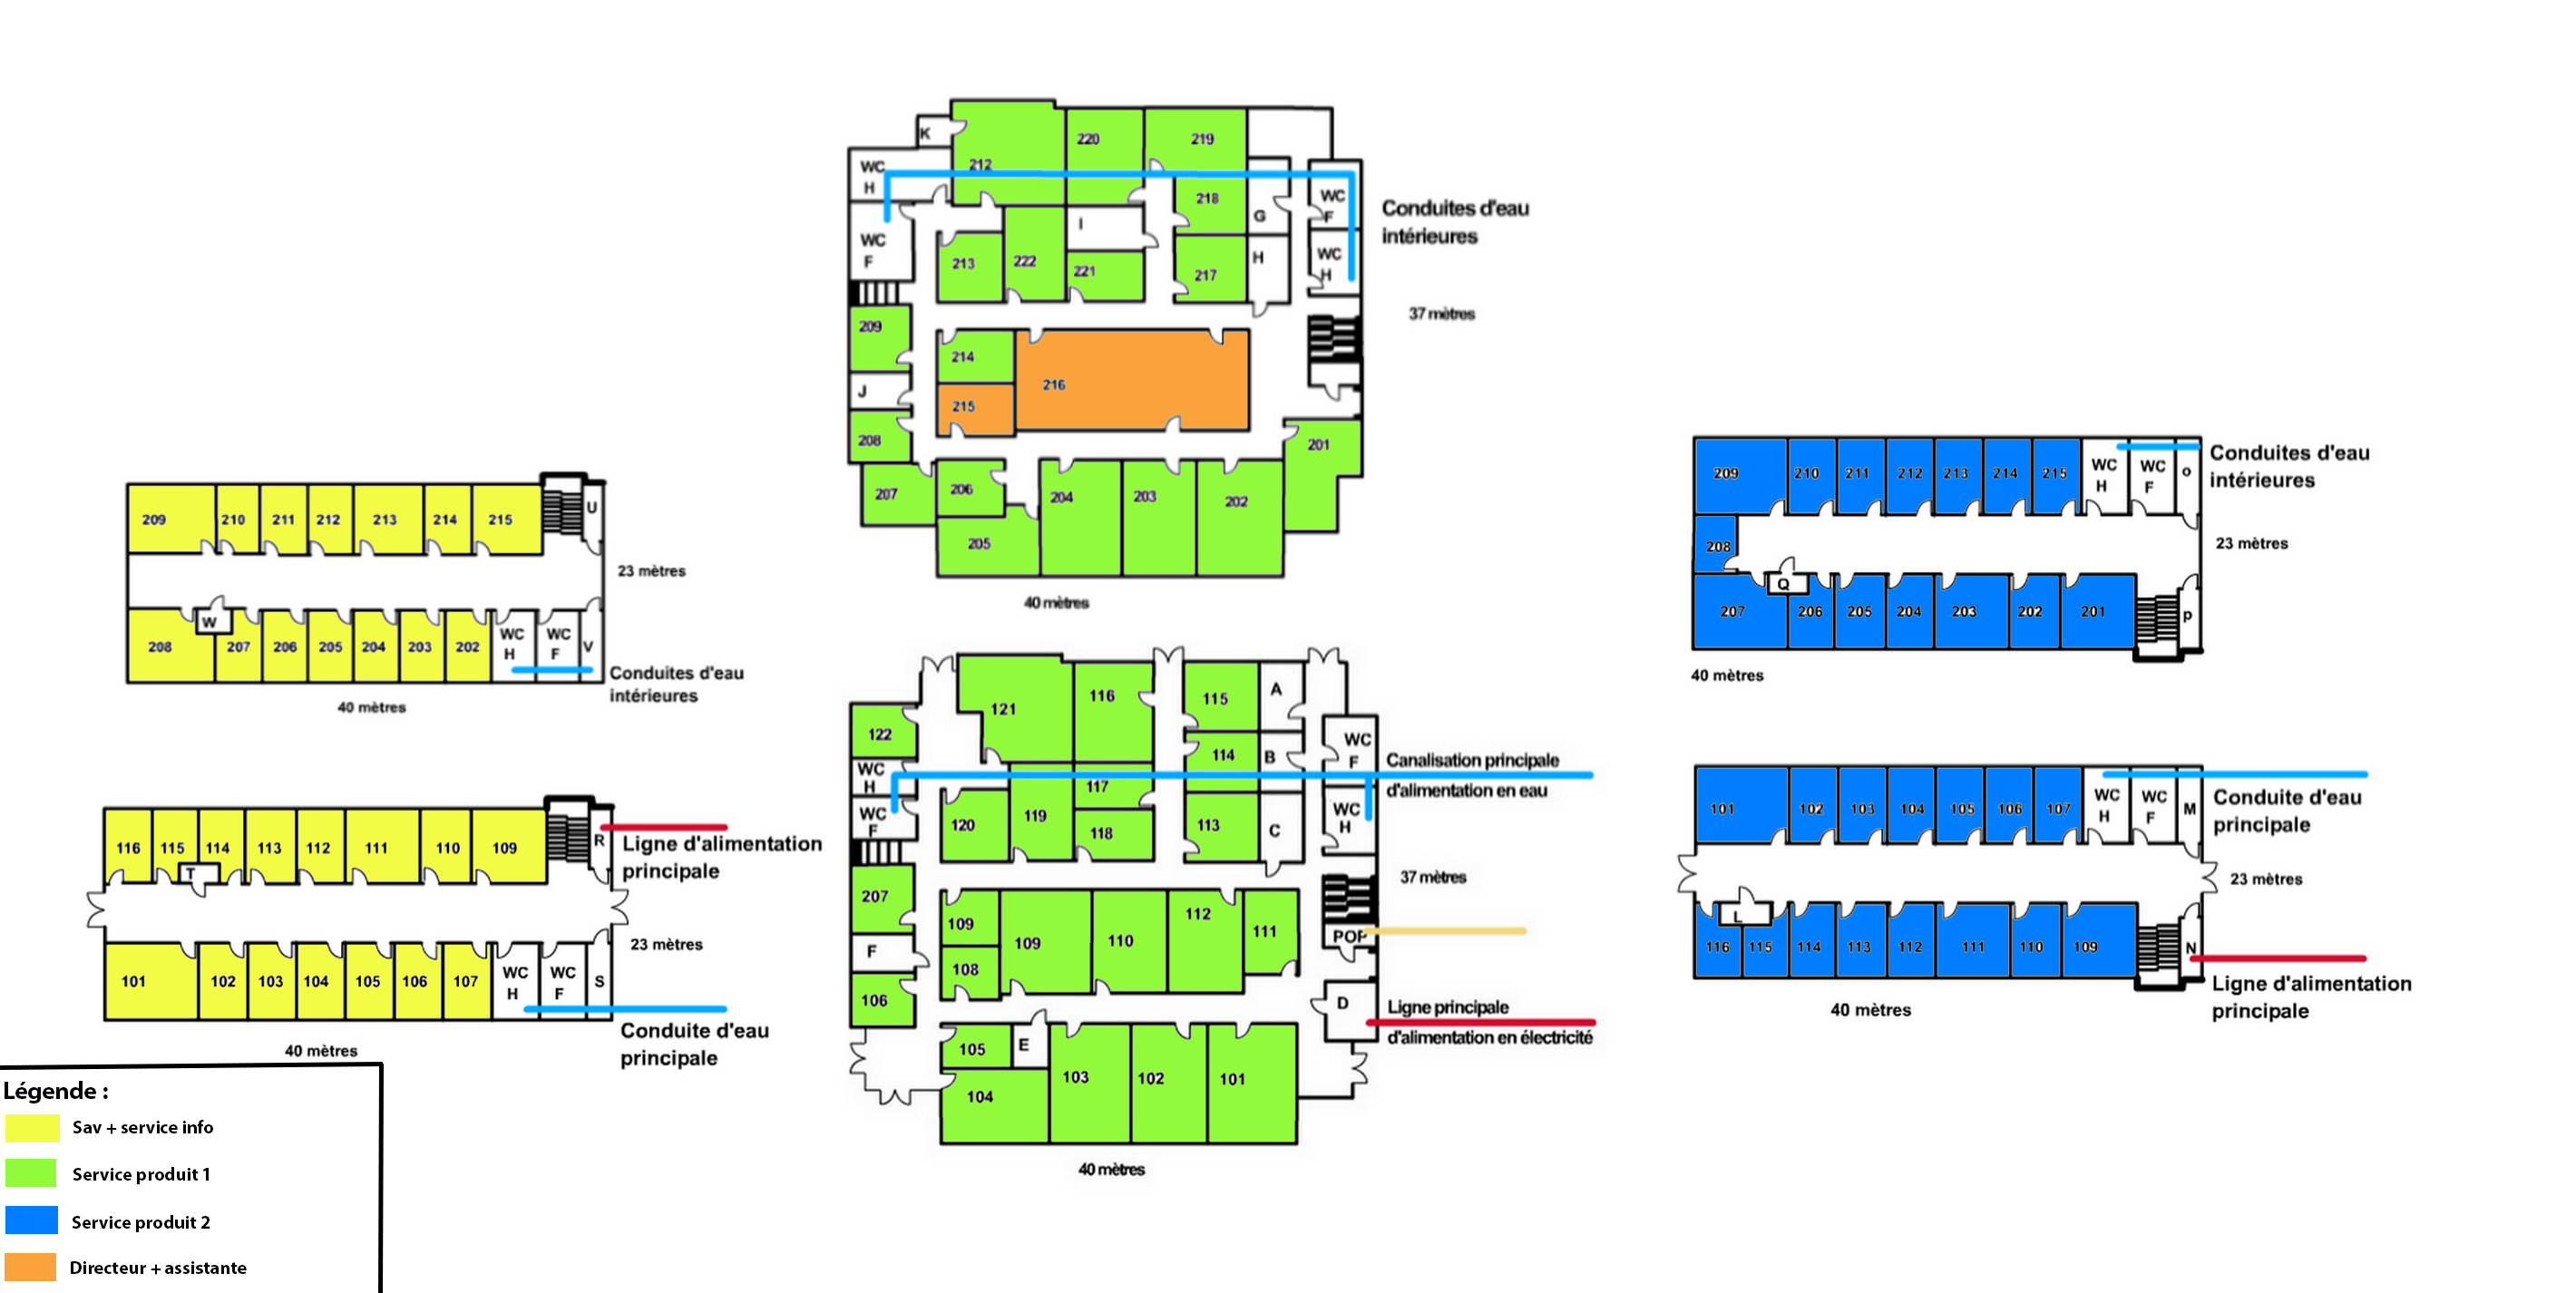 K
212
220
219
WC
H
218
WC
F
G
I
WC
F
213
222
221
217
H
WC
H
Conduites d'eau
intérieures
37 mètres
209
214
216
J
215
208
201
207
206
204
203
202
205
40 mètres
209
210
211
212
213
214
215
U
23 mètres
W
208
207
206
205
204
203
202
WC
H
WC
F
V
Conduites d'eau
intérieures
40 mètres
209
210
211
212
213
214
215
WC
H
WC
F
o
Conduites d'eau
intérieures
208
23 mètres
Q
207
206
205
204
203
202
201
p
40 mètres
121
116
115
A
122
114
B
WC
F
WC
H
117
Canalisation principale
d'alimentation en eau
WC
F
120
119
118
113
C
WC
H
37 mètres
207
109
109
110
112
111
POP
F
108
106
D
Ligne principale
d'alimentation en électricité
105
E
103
102
101
104
40 mètres
116
115
114
113
112
111
110
109
R
T
Ligne d'alimentation
principale
23 mètres
101
102
103
104
105
106
107
WC
H
WC
F
S
Conduite d'eau
principale
40 mètres
101
102
103
104
105
106
107
WC
H
WC
F
M
Conduite d'eau
principale
23 mètres
L
116
115
114
113
112
111
110
109
N
Ligne d'alimentation
principale
40 mètres
Légende :
Sav + service info
Service produit 1
Service produit 2
Directeur + assistante